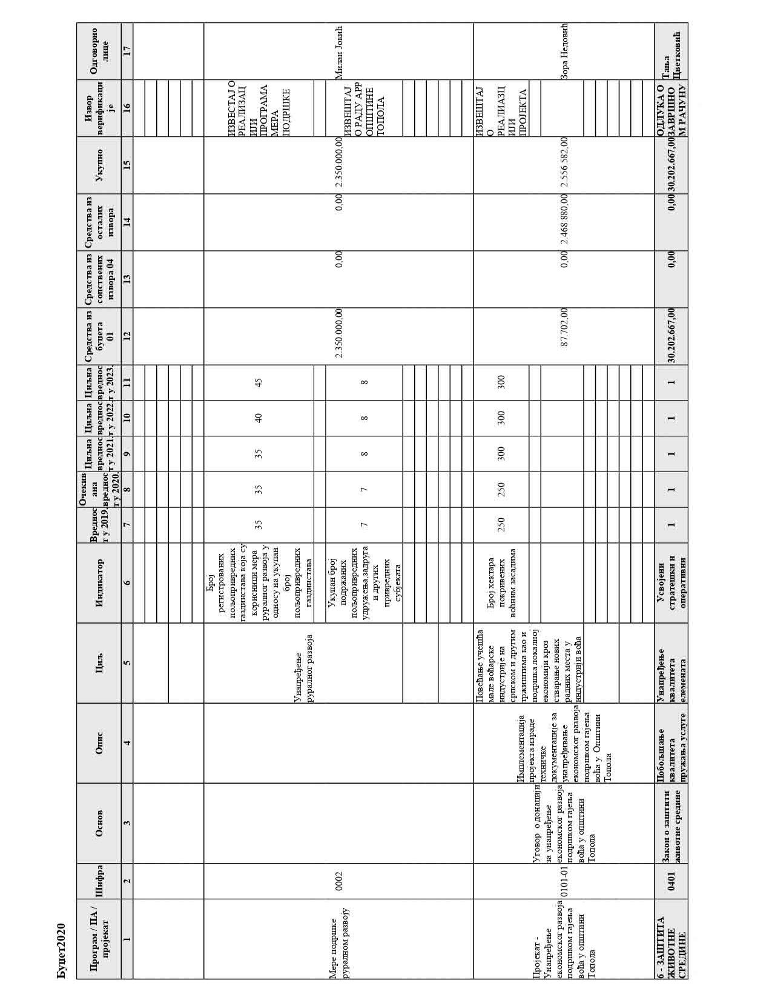 Буџет2020
Програм / ПА /
пројекат
Шифра
Основ
Опис
Циљ
Индикатор
Вреднос
т у 2019.
Очекив
ана
вреднос
т у 2020.
Циљна
вреднос
т у 2021.
Циљна
вреднос
т у 2022.
Циљна
вреднос
т у 2023.
Средства из
буџета
01
Средства из
сопствених
извора 04
Средства из
осталих
извора
Укупно
Извор
верификаци
је
Одговорно
лице
1
2
3
4
5
6
7
8
9
10
11
12
13
14
15
16
17
Мере подршке
руралном развоју
0002
Унапређење
руралног развоја
Број
регистрованих
пољопривредних
газдинстава која су
корисници мера
руралног развоја у
односу на укупан
број
пољопривредних
газдинстава
35
35
35
40
45
ИЗВЕСТАЈ О
РЕАЛИЗАЦ
ИЈИ
ПРОГРАМА
МЕРА
ПОДРШКЕ
Укупан број
подржаних
пољопривредних
удружења,задруга
и других
привредних
субјеката
7
7
8
8
8
2.350.000,00
0,00
0,00
2.350.000,00
ИЗВЕШТАЈ
О РАДУ АРР
ОПШТИНЕ
ТОПОЛА
Милан Јокић
Пројекат -
Унапређење
економског развоја
подршком гајења
воћа у општини
Топола
0101-01
Уговор о донацији
за унапређење
економског развоја
подршком гајења
воћа у општини
Топола
Имплементација
пројекта израде
техничке
документације за
унапређивање
економског развоја
подршком гајења
воћа у Општини
Топола
Повећање учешћа
мале воћарске
индустрије на
српском и другим
тржиштима као и
подршка локалној
економији кроз
стварање нових
радних места у
индустрији воћа
Број хектара
покривених
воћним засадима
250
250
300
300
300
87.702,00
0,00
2.468.880,00
2.556.582,00
ИЗВЕШТАЈ
О
РЕАЛИАЗЦ
ИЈИ
ПРОЈЕКТА
Зора Недовић
6 - ЗАШТИТА
ЖИВОТНЕ
СРЕДИНЕ
0401
Закон о заштити
животне средине
Побољшање
квалитета
пружања услуге
Унапређење
квалитета
елемената
Усвојени
стратешки и
оперативни
1
1
1
1
1
30.202.667,00
0,00
0,00
30.202.667,00
ОДЛУКА О
ЗАВРШНО
М РАЧУНУ
Тања
Цветковић